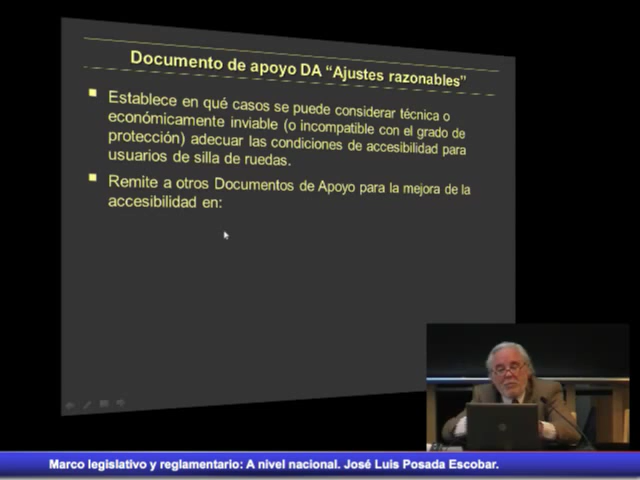 Documento de apoyo DA “Ajustes razonables”
Establece en qué casos se puede considerar técnica o
económicamente inviable (o incompatible con el grado de
protección) adecuar las condiciones de accesibilidad para
usuarios de silla de ruedas.
Remite a otros Documentos de Apoyo para la mejora de la
accesibilidad en:
Marco legislativo y reglamentario: A nivel nacional. José Luis Posada Escobar.